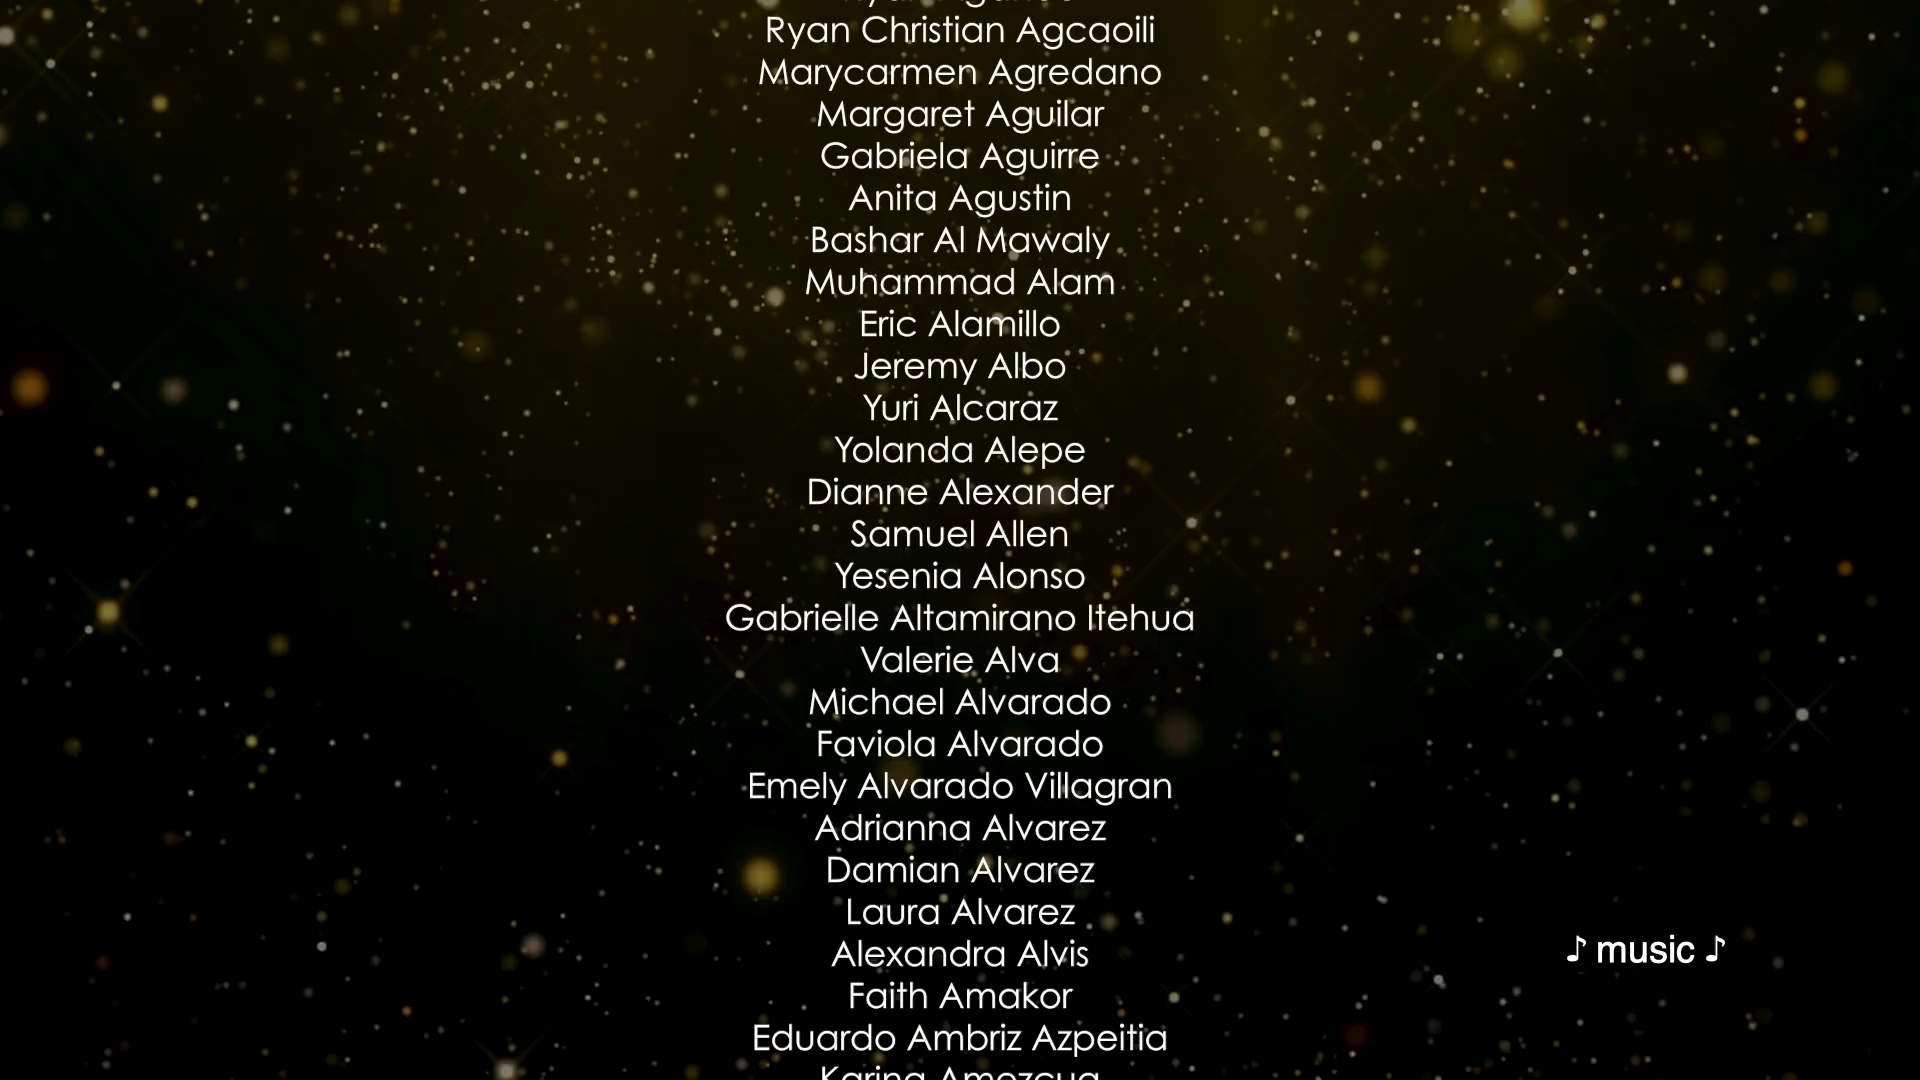 Ryan Christian Agcaoili
Marycarmen Agredano
Margaret Aguilar
Gabriela Aguirre
Anita Agustin
Bashar Al Mawaly
Muhammad Alam
Eric Alamillo
Jeremy Albo
Yuri Alcaraz
Yolanda Alepe
Dianne Alexander
Samuel Allen
Yesenia Alonso
Gabrielle Altamirano Itehua
Valerie Alva
Michael Alvarado
Faviola Alvarado
Emely Alvarado Villagran
Adrianna Alvarez
Damian Alvarez
Laura Alvarez
Alexandra Alvis
♪ music ♪
Faith Amakor
Eduardo Ambriz Azpeitia
Karina Amezcua